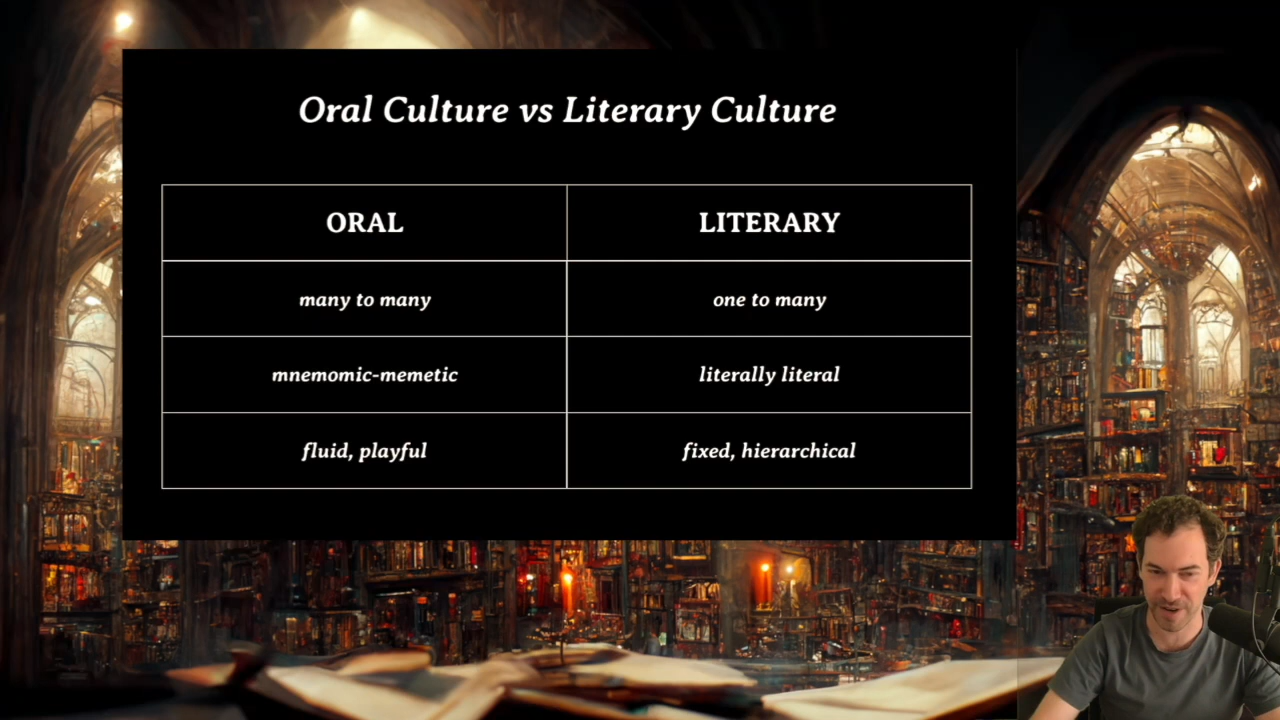 Oral Culture vs Literary Culture
ORAL
LITERARY
many to many
one to many
mnemomic-memetic
literally literal
fluid, playful
fixed, hierarchical